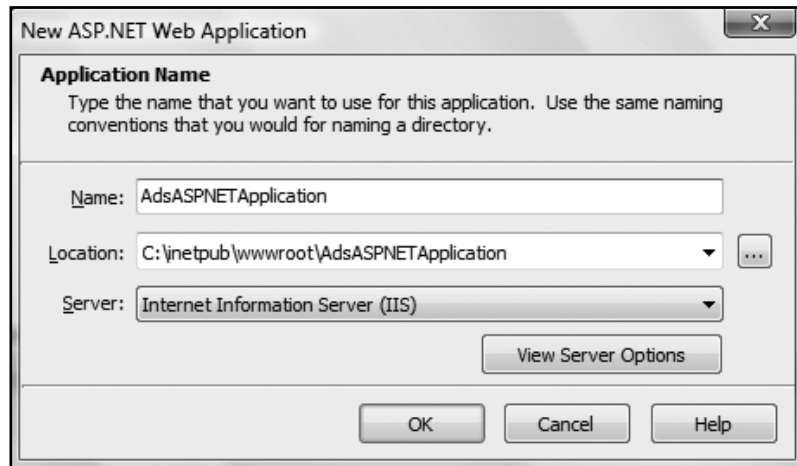 New ASP.NET Web Application
X
Application Name
Type the name that you want to use for this application. Use the same naming
conventions that you would for naming a directory.
Name: AdsASPNETApplication
Location: C:\inetpub\wwwroot\AdsASPNETApplication ...
Server: Internet Information Server (IIS)
View Server Options
OK Cancel Help